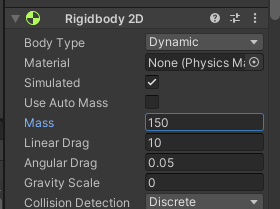 Rigidbody 2D
Body Type Dynamic
Material None (Physics Ma
Simulated
Use Auto Mass
Mass 150
Linear Drag 10
Angular Drag 0.05
Gravity Scale 0
Collision Detection Discrete